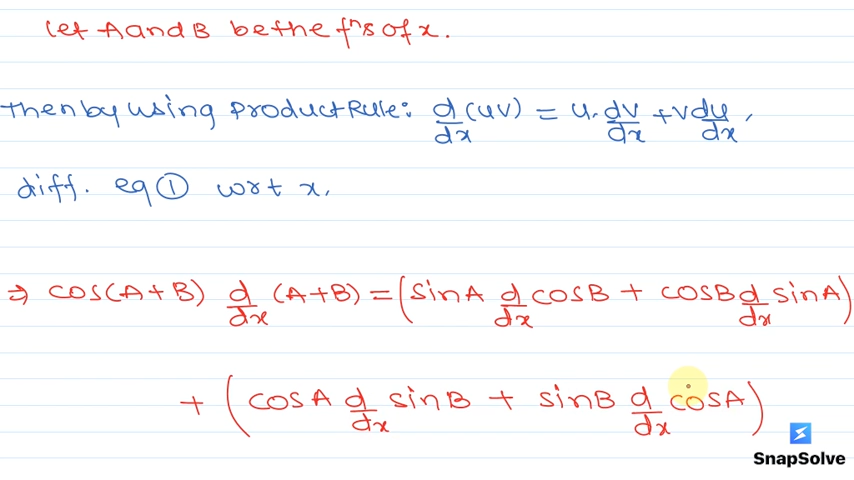 Let A and B be the fⁿs of x.
Then by using Product Rule: d/dx (uv) = u. dv/dx + v du/dx,
diff. eq ① wrt x,
⇒ cos(A+B) d/dx (A+B) = (sinA d/dx cosB + cosB d/dx sinA)
+ (cosA d/dx sinB + sinB d/dx cosA)
SnapSolve